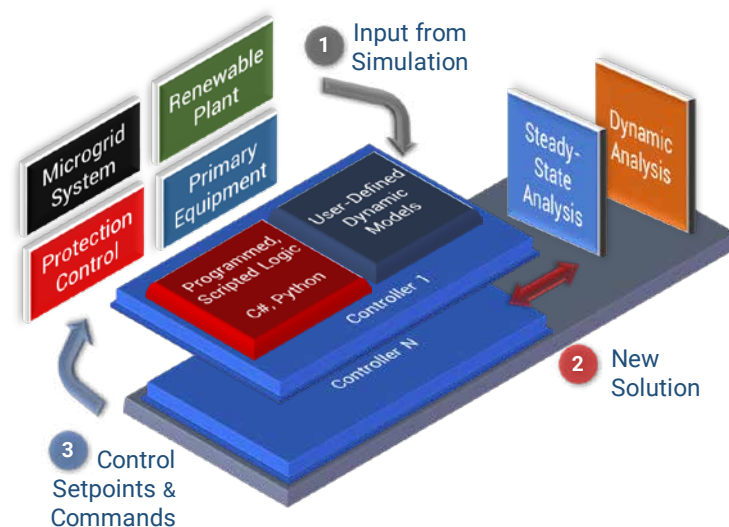 1
Input from
Simulation
Renewable
Plant
Microgrid
System
Primary
Equipment
Protection
Control
User-Defined
Dynamic
Models
Programmed,
Scripted Logic
C#, Python
Controller 1
Controller N
Steady-
State
Analysis
Dynamic
Analysis
2
New
Solution
3
Control
Setpoints &
Commands